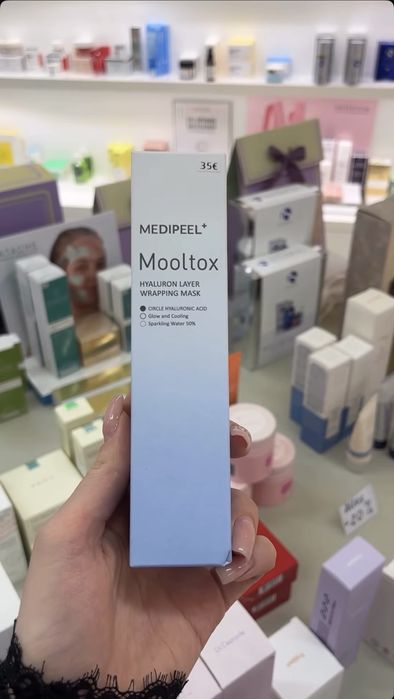 35€
MEDIPEEL+
Mooltox
HYALURON LAYER
WRAPPING MASK
CIRCLE HYALURONIC ACID
Glow and Cooling
Sparkling Water 50%
-20%